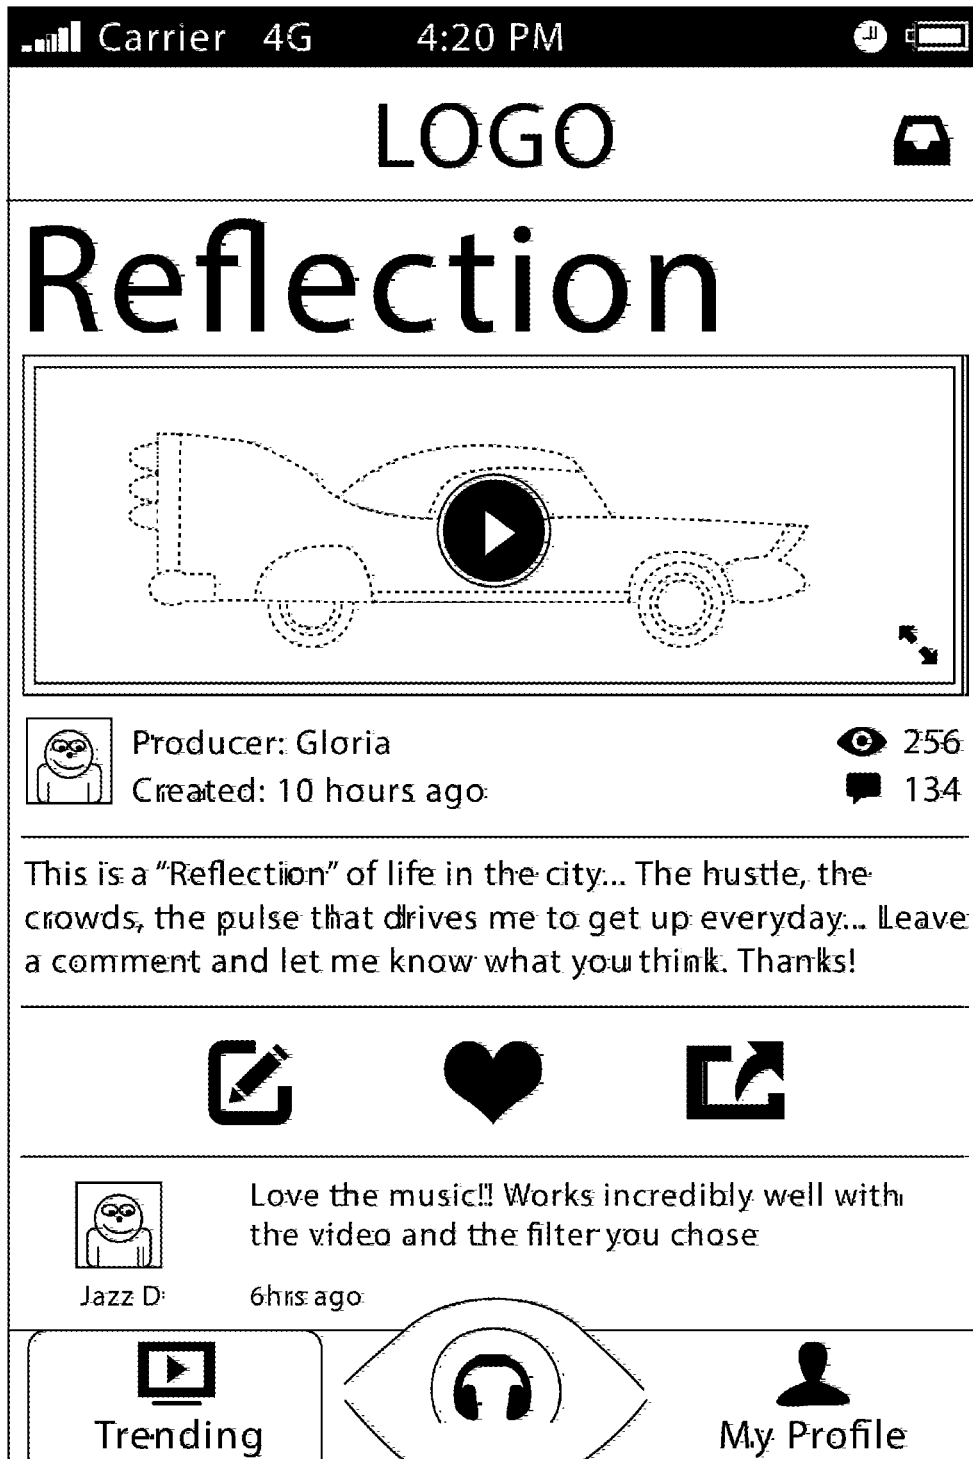 Carrier 4G 4:20 PM
LOGO
Reflection
Producer: Gloria
256
Created: 10 hours ago
134
This is a “Reflection” of life in the city... The hustle, the
crowds, the pulse that drives me to get up everyday... Leave
a comment and let me know what you think. Thanks!
Love the music!! Works incredibly well with
the video and the filter you chose
Jazz D
6hrs ago
Trending
My Profile